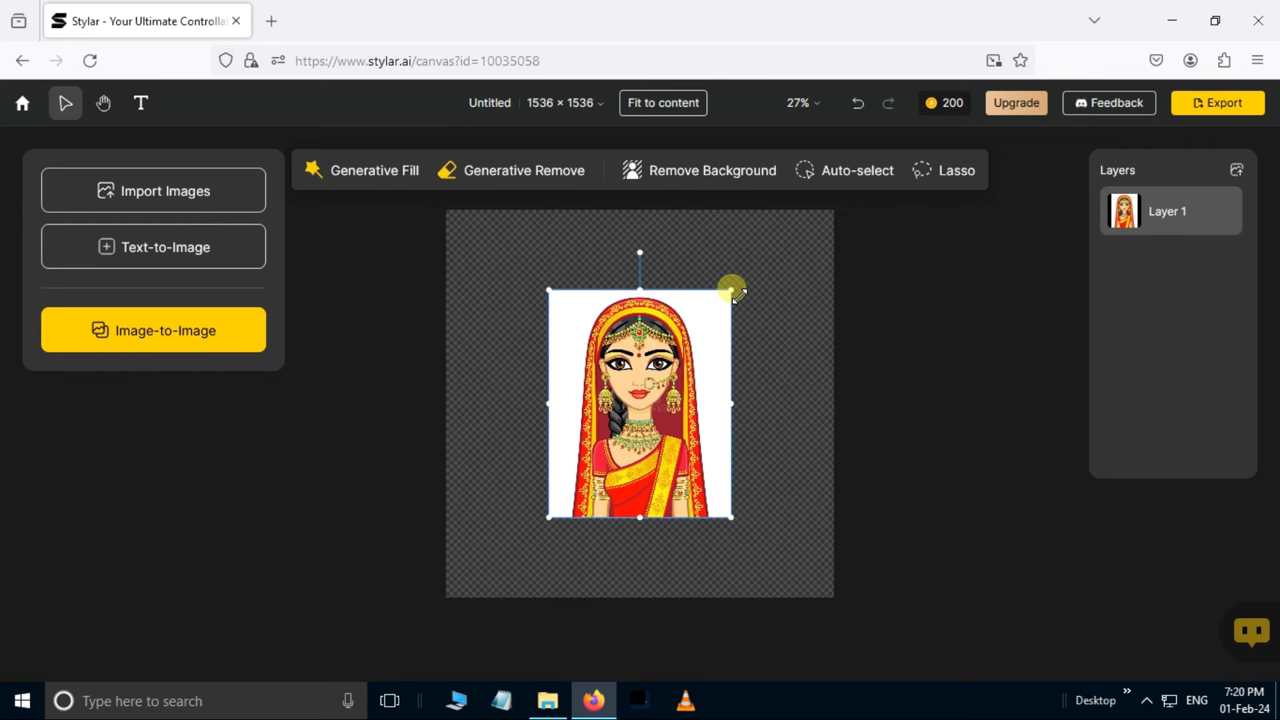 Stylar - Your Ultimate Controlla
https://www.stylar.ai/canvas?id=10035058
Untitled
1536 × 1536
Fit to content
27%
200
Upgrade
Feedback
Export
Import Images
Text-to-Image
Image-to-Image
Generative Fill
Generative Remove
Remove Background
Auto-select
Lasso
Layers
Layer 1
Type here to search
Desktop
ENG
7:20 PM
01-Feb-24